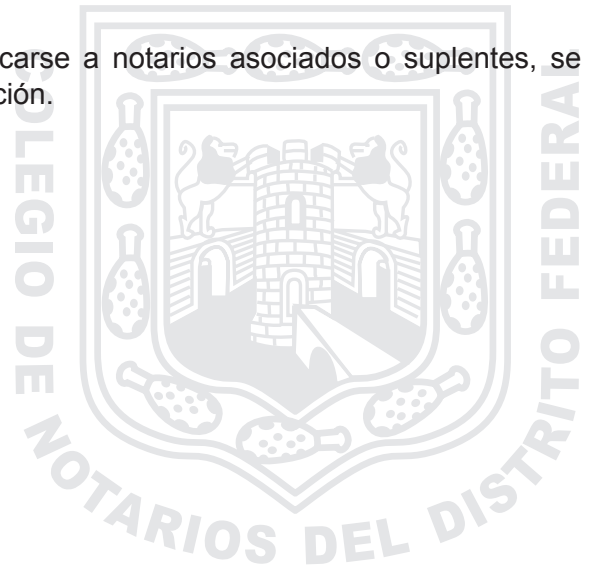 carse a notarios asociados o suplentes, se
ción.
COLEGIO DE NOTARIOS DEL DISTRITO FEDERAL